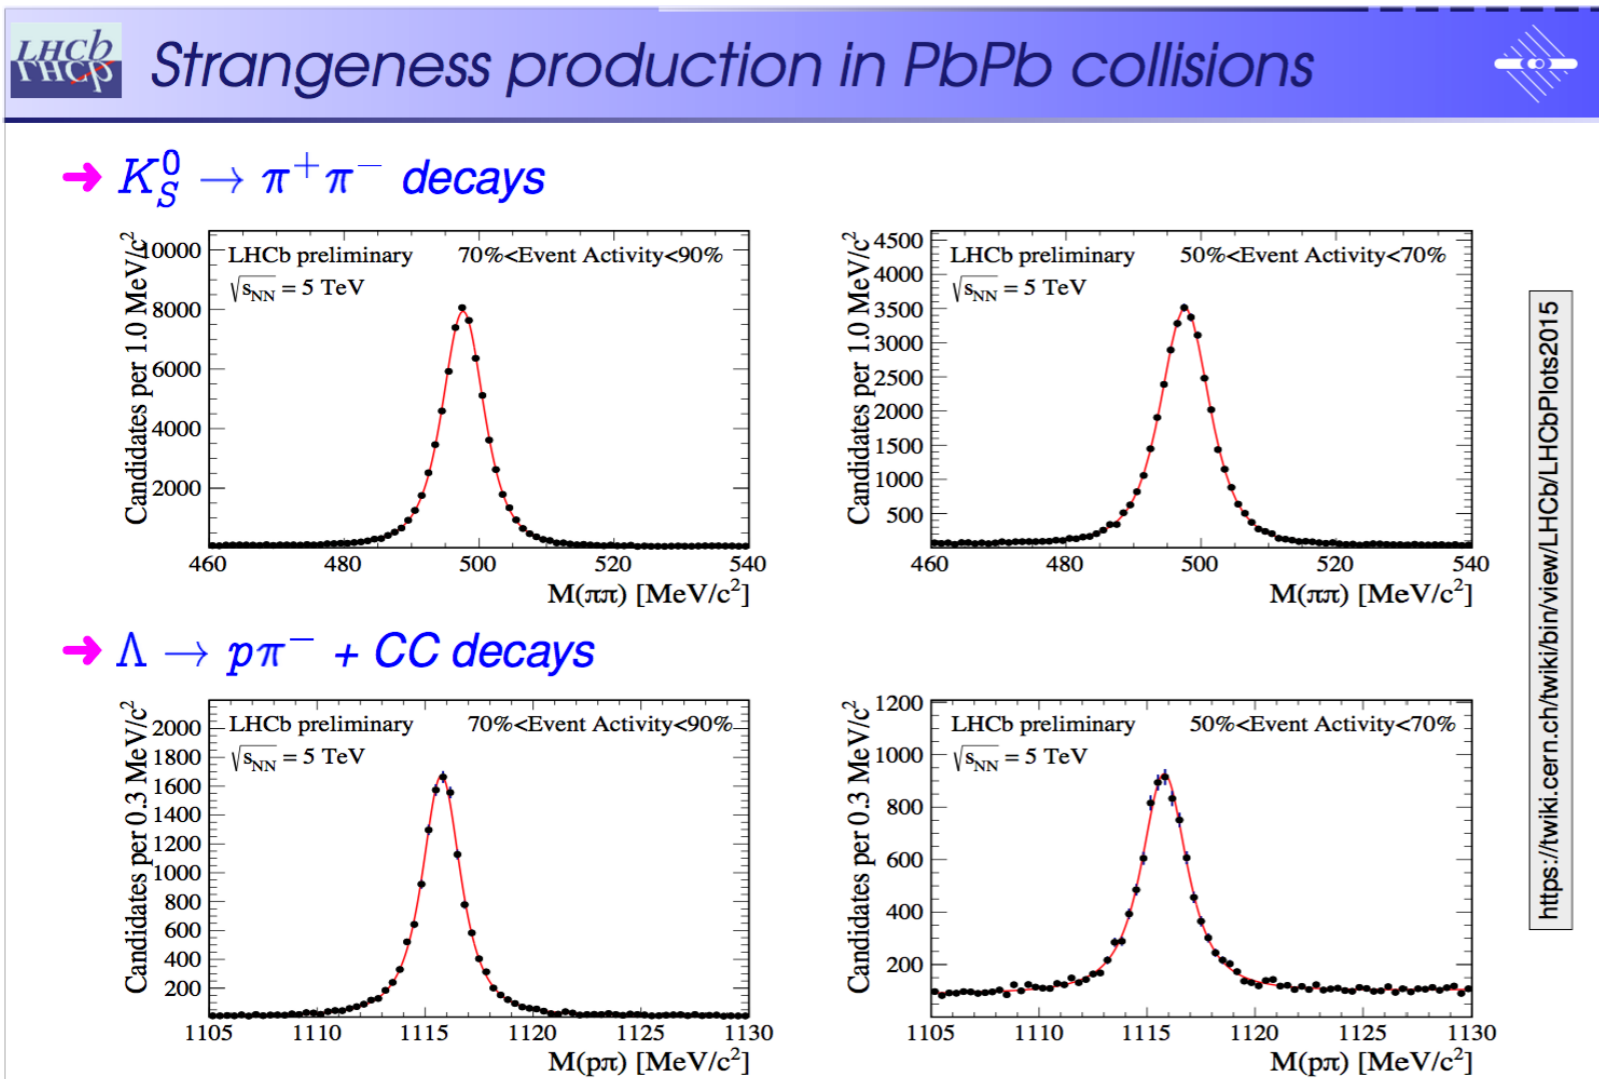 LHCb
Strangeness production in PbPb collisions
➜ K⁰_S → π⁺π⁻ decays
Candidates per 1.0 MeV/c²
10000
8000
6000
4000
2000
LHCb preliminary 70%<Event Activity<90%
√s_NN = 5 TeV
460 480 500 520 540
M(ππ) [MeV/c²]
Candidates per 1.0 MeV/c²
4500
4000
3500
3000
2500
2000
1500
1000
500
LHCb preliminary 50%<Event Activity<70%
√s_NN = 5 TeV
460 480 500 520 540
M(ππ) [MeV/c²]
➜ Λ → pπ⁻ + CC decays
Candidates per 0.3 MeV/c²
2000
1800
1600
1400
1200
1000
800
600
400
200
LHCb preliminary 70%<Event Activity<90%
√s_NN = 5 TeV
1105 1110 1115 1120 1125 1130
M(pπ) [MeV/c²]
Candidates per 0.3 MeV/c²
1200
1000
800
600
400
200
LHCb preliminary 50%<Event Activity<70%
√s_NN = 5 TeV
1105 1110 1115 1120 1125 1130
M(pπ) [MeV/c²]
https://twiki.cern.ch/twiki/bin/view/LHCb/LHCbPlots2015